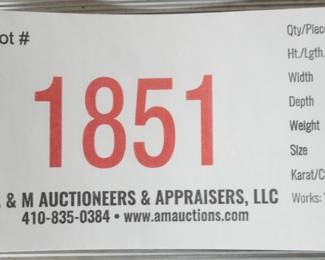 ot #
1851
& M AUCTIONEERS & APPRAISERS, LLC
410-835-0384 • www.amauctions.com
Qty/Piec
Ht./Lgth.
Width
Depth
Weight
Size
Karat/C
Works: